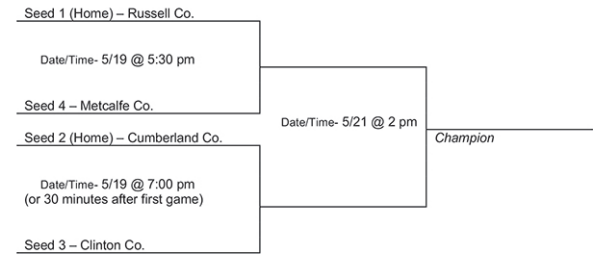 Seed 1 (Home) – Russell Co.
Date/Time- 5/19 @ 5:30 pm
Seed 4 – Metcalfe Co.
Date/Time- 5/21 @ 2 pm
Seed 2 (Home) – Cumberland Co.
Champion
Date/Time- 5/19 @ 7:00 pm
(or 30 minutes after first game)
Seed 3 – Clinton Co.